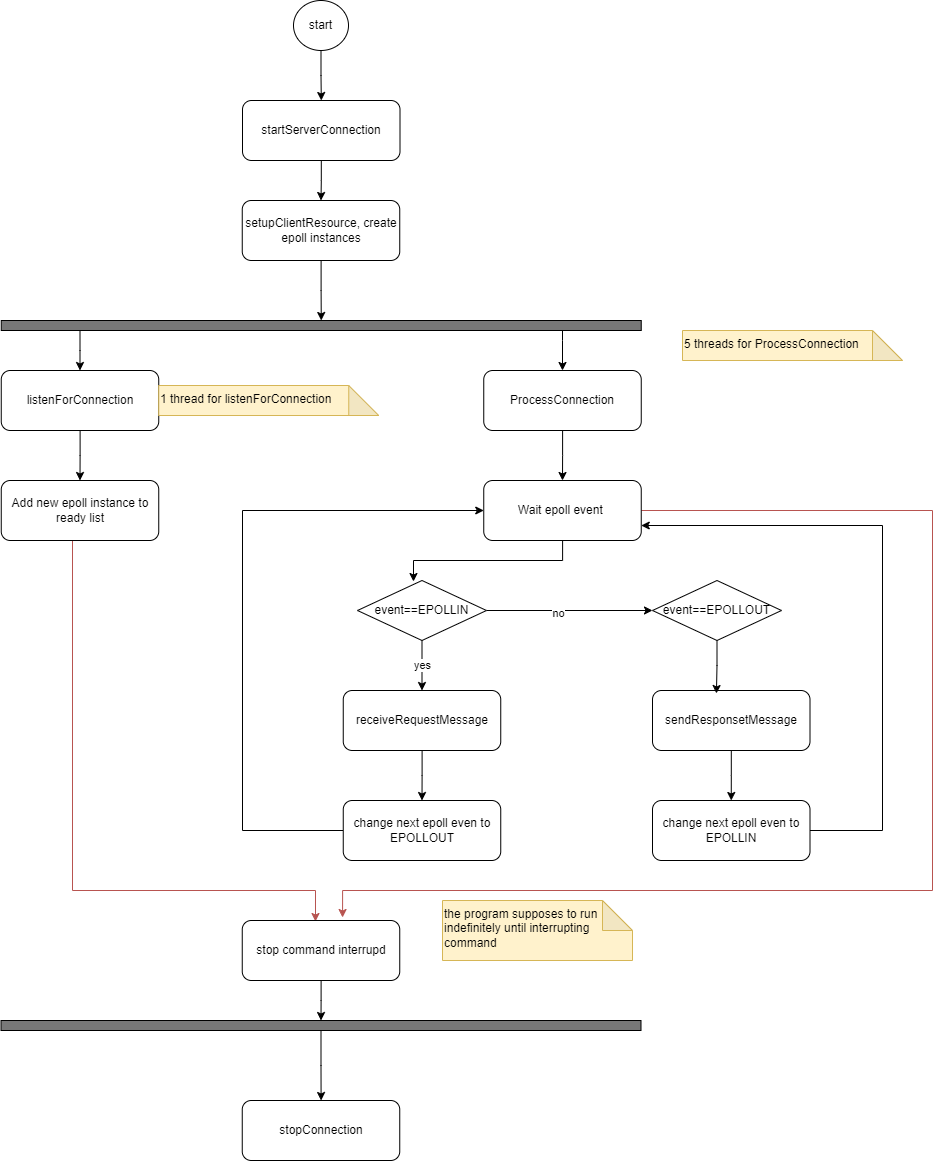 start
startServerConnection
setupClientResource, create
epoll instances
5 threads for ProcessConnection
listenForConnection
1 thread for listenForConnection
ProcessConnection
Add new epoll instance to
ready list
Wait epoll event
event==EPOLLIN
no
event==EPOLLOUT
yes
receiveRequestMessage
sendResponsetMessage
change next epoll even to
EPOLLOUT
change next epoll even to
EPOLLIN
the program supposes to run
indefinitely until interrupting
command
stop command interrupd
stopConnection